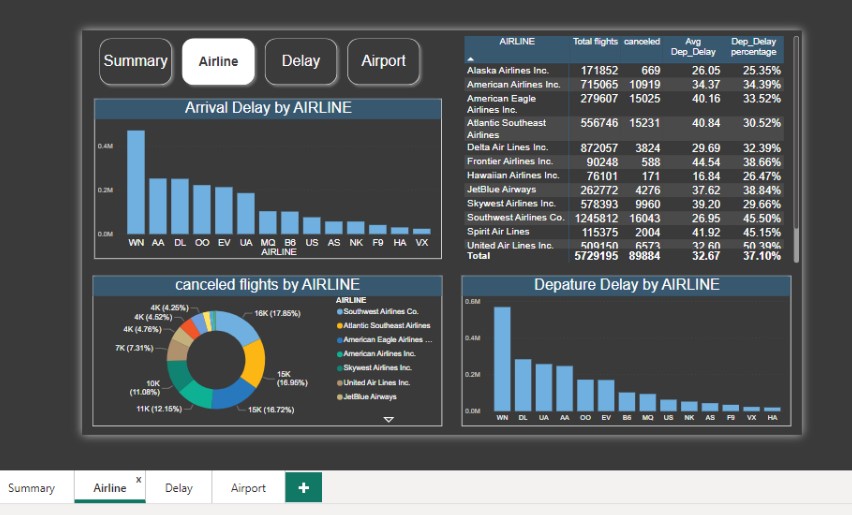 Summary
Airline
Delay
Airport
AIRLINE Total flights canceled Avg Dep_Delay Dep_Delay percentage
Alaska Airlines Inc. 171852 669 26.05 25.35%
American Airlines Inc. 715065 10919 34.37 34.39%
American Eagle Airlines Inc. 279607 15025 40.16 33.52%
Atlantic Southeast Airlines 556746 15231 40.84 30.52%
Delta Air Lines Inc. 872057 3824 29.69 32.39%
Frontier Airlines Inc. 90248 588 44.54 38.66%
Hawaiian Airlines Inc. 76101 171 16.84 26.47%
JetBlue Airways 262772 4276 37.62 38.84%
Skywest Airlines Inc. 578393 9960 39.20 29.66%
Southwest Airlines Co. 1245812 16043 26.95 45.50%
Spirit Air Lines 115375 2004 41.92 45.15%
United Air Lines Inc. 509150 6573 32.60 50.39%
Total 5729195 89884 32.67 37.10%
Arrival Delay by AIRLINE
0.4M
0.2M
0.0M
WN AA DL OO EV UA MQ B6 US AS NK F9 HA VX
AIRLINE
canceled flights by AIRLINE
4K (4.25%)
4K (4.52%)
4K (4.76%)
7K (7.31%)
10K
(11.08%)
11K (12.15%)
15K (16.72%)
15K
(16.95%)
16K (17.85%)
AIRLINE
Southwest Airlines Co.
Atlantic Southeast Airlines
American Eagle Airlines ...
American Airlines Inc.
Skywest Airlines Inc.
United Air Lines Inc.
JetBlue Airways
Depature Delay by AIRLINE
0.6M
0.4M
0.2M
0.0M
WN DL UA AA OO EV B6 MQ US NK AS F9 VX HA
Summary
Airline x
Delay
Airport
+